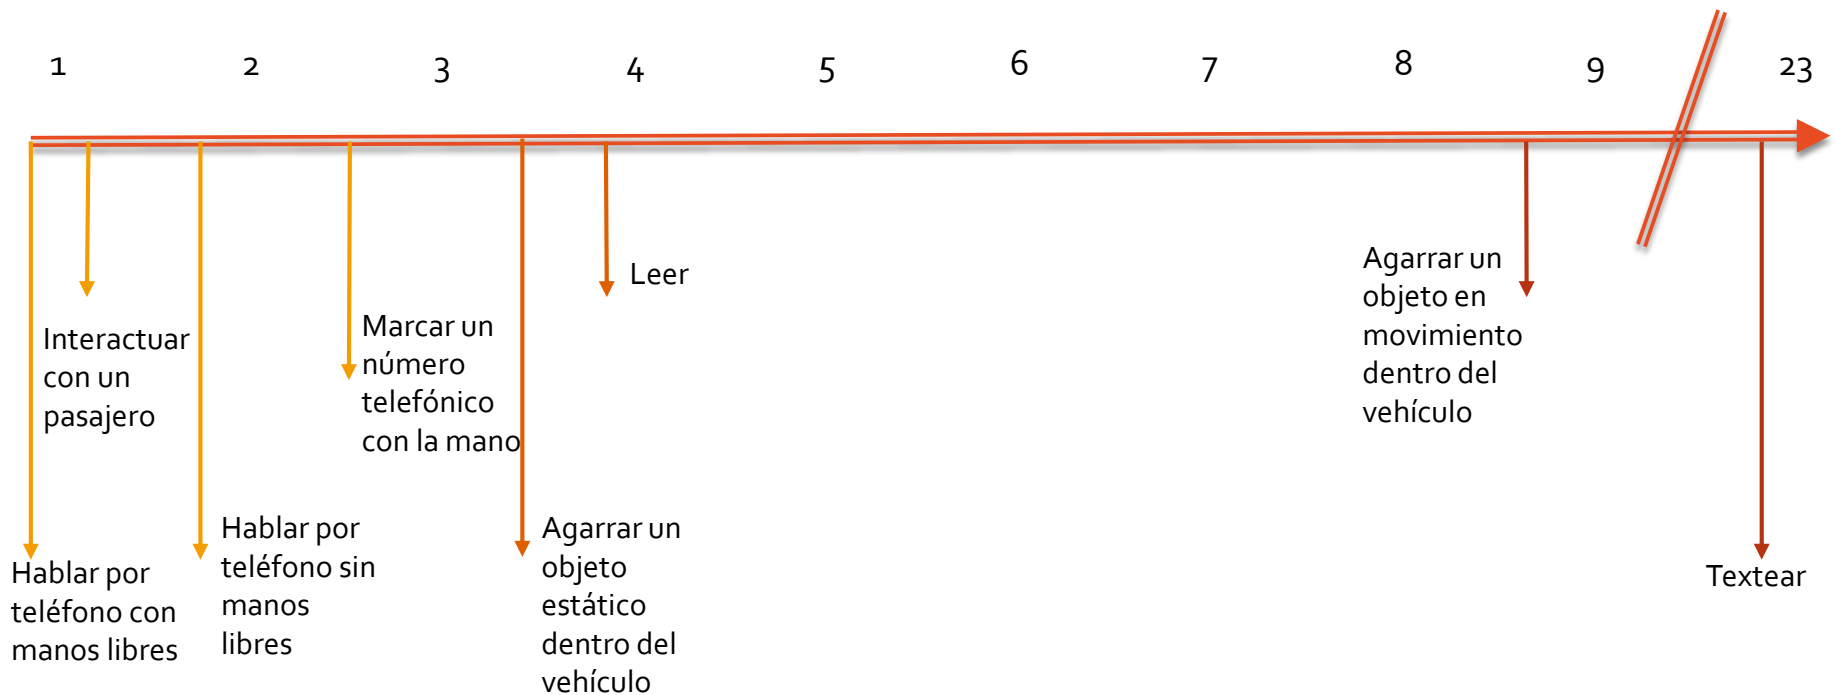 1 2 3 4 5 6 7 8 9 23
Interactuar
con un
pasajero
Hablar por
teléfono con
manos libres
Hablar por
teléfono sin
manos
libres
Marcar un
número
telefónico
con la mano
Agarrar un
objeto
estático
dentro del
vehículo
Leer
Agarrar un
objeto en
movimiento
dentro del
vehículo
Textear